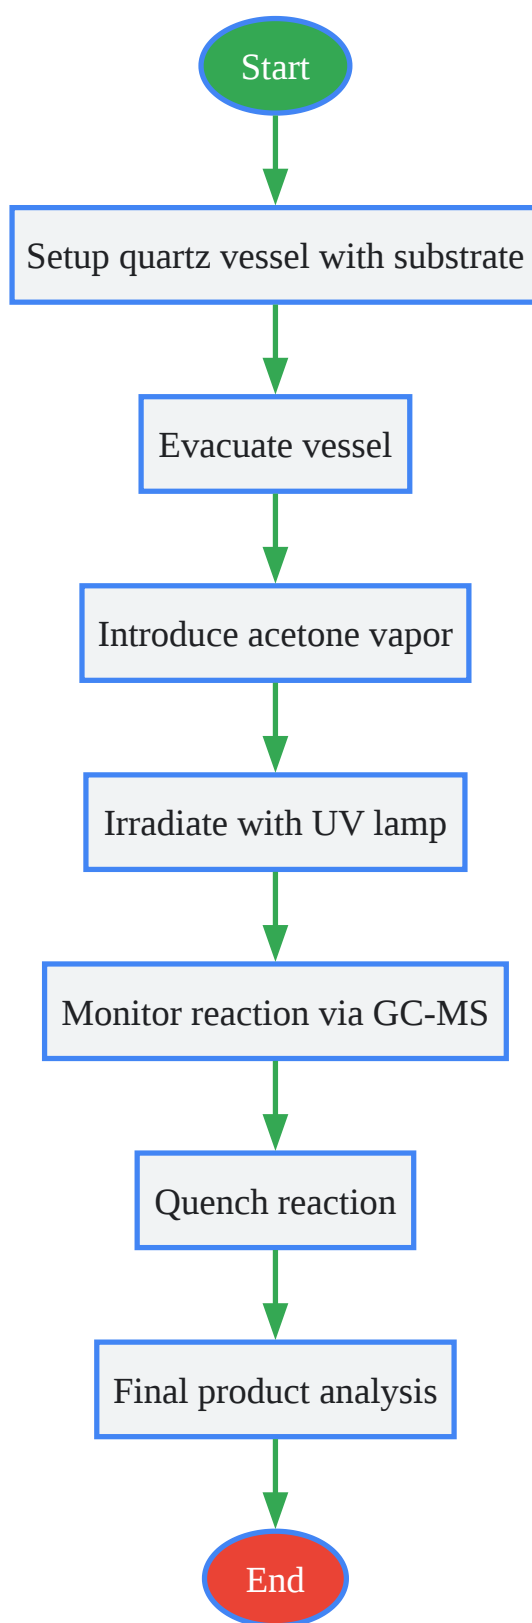 Start
Setup quartz vessel with substrate
Evacuate vessel
Introduce acetone vapor
Irradiate with UV lamp
Monitor reaction via GC-MS
Quench reaction
Final product analysis
End